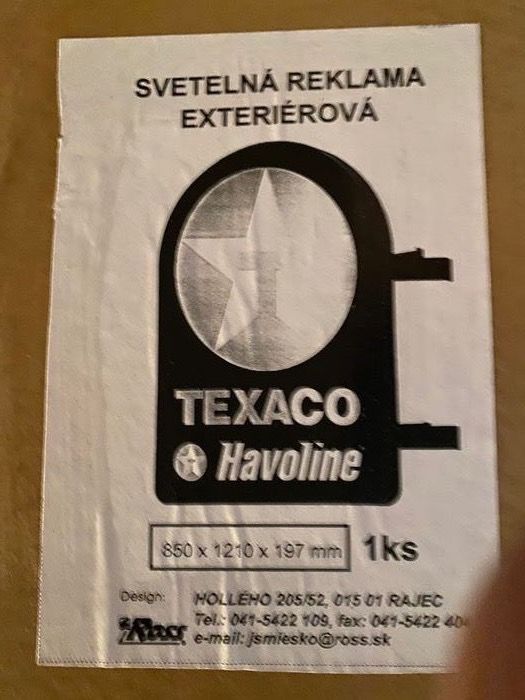 SVETELNÁ REKLAMA
EXTERIÉROVÁ
T
TEXACO
Havoline
850 x 1210 x 197 mm 1ks
Design: HOLLÉHO 205/52, 015 01 RAJEC
Tel.: 041-5422 109, fax: 041-5422 40
Ross e-mail: jsmiesko@ross.sk